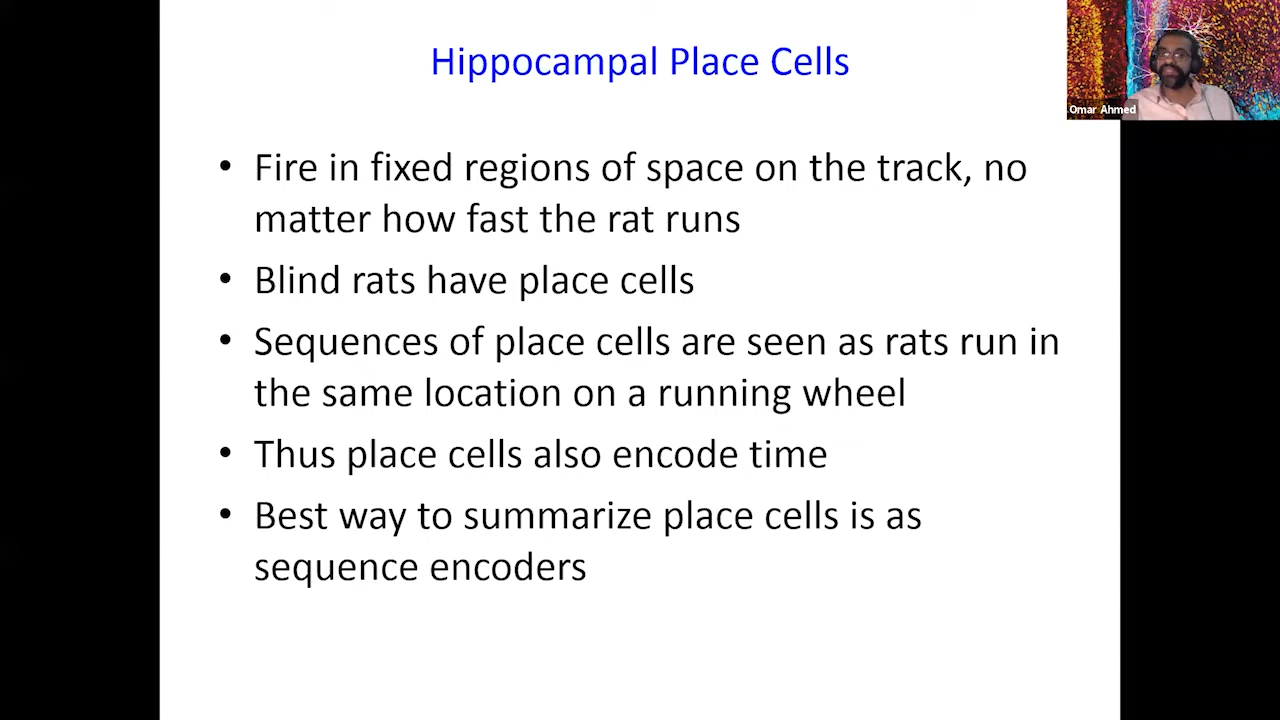 Hippocampal Place Cells
Omar Ahmed
• Fire in fixed regions of space on the track, no
matter how fast the rat runs
• Blind rats have place cells
• Sequences of place cells are seen as rats run in
the same location on a running wheel
• Thus place cells also encode time
• Best way to summarize place cells is as
sequence encoders